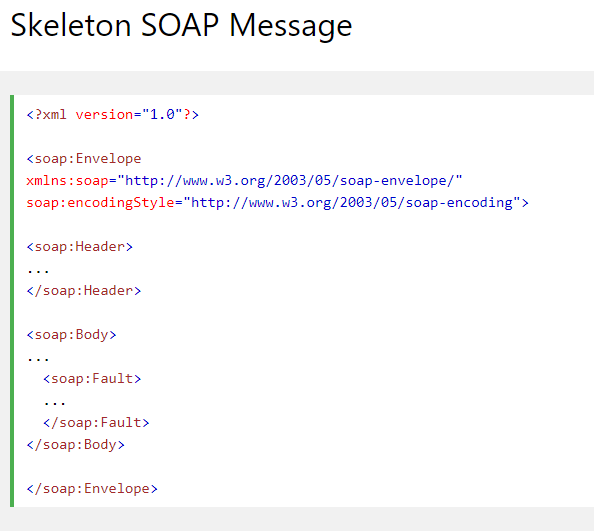 Skeleton SOAP Message
<?xml version="1.0"?>
<soap:Envelope
xmlns:soap="http://www.w3.org/2003/05/soap-envelope/"
soap:encodingStyle="http://www.w3.org/2003/05/soap-encoding">
<soap:Header>
...
</soap:Header>
<soap:Body>
...
<soap:Fault>
...
</soap:Fault>
</soap:Body>
</soap:Envelope>